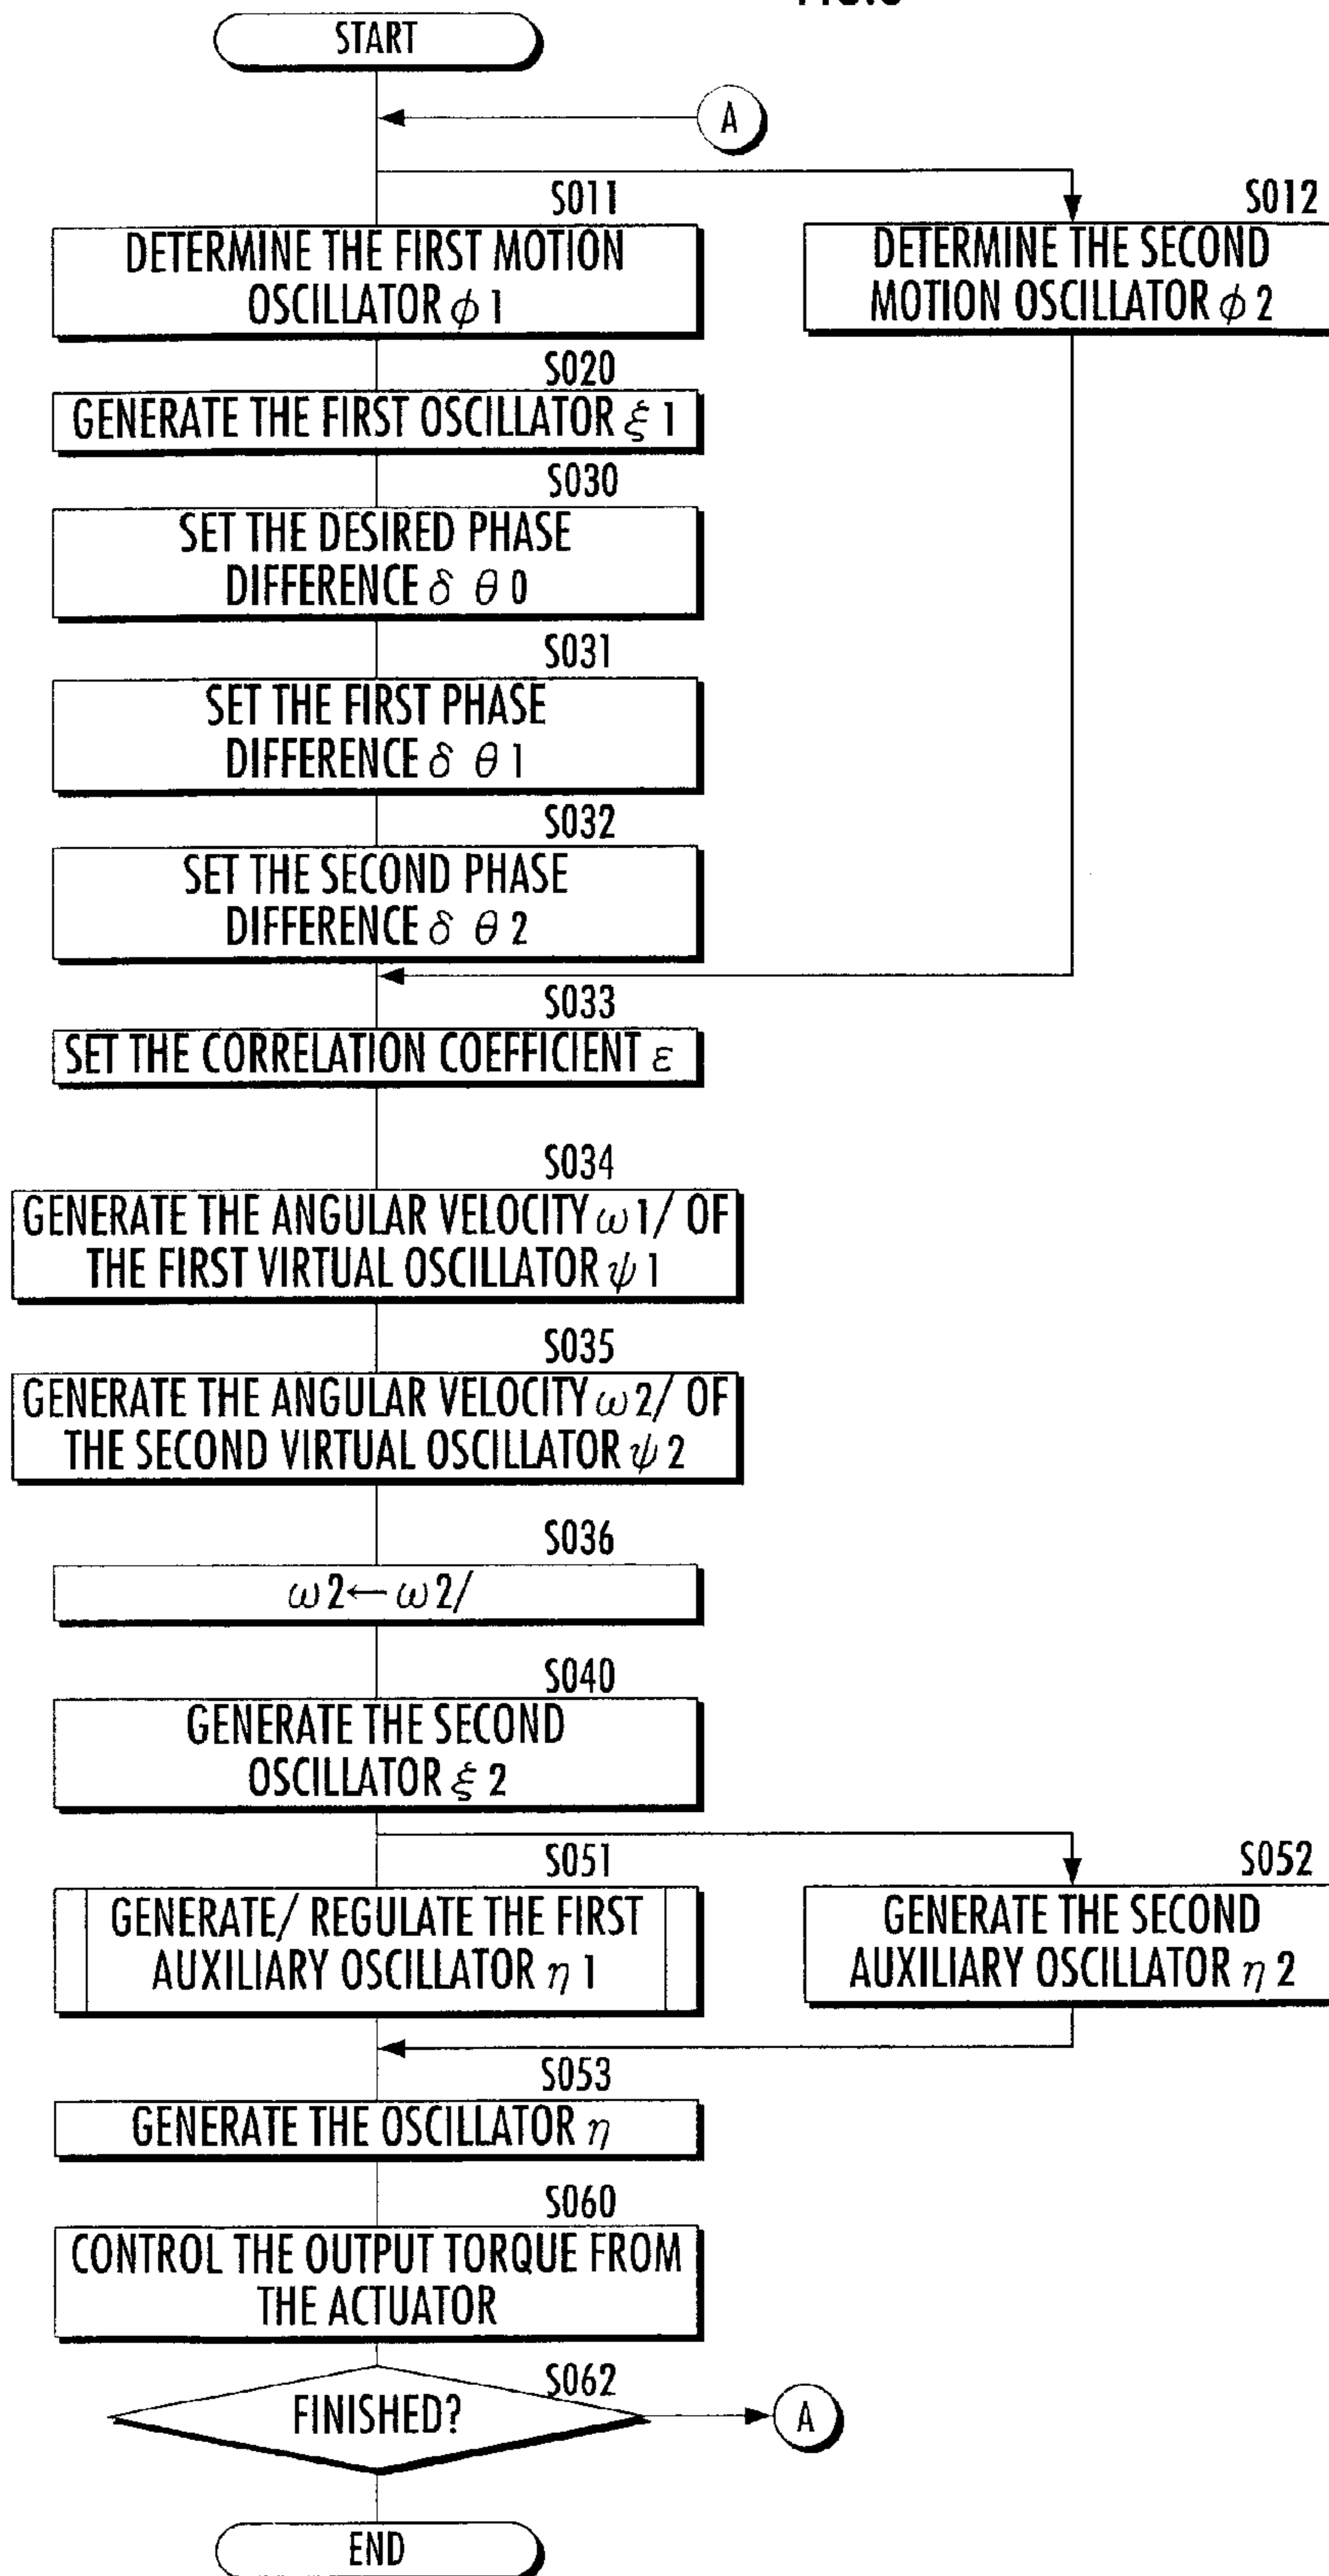 START
A
S011
DETERMINE THE FIRST MOTION
OSCILLATOR φ 1
S012
DETERMINE THE SECOND
MOTION OSCILLATOR φ 2
S020
GENERATE THE FIRST OSCILLATOR ξ 1
S030
SET THE DESIRED PHASE
DIFFERENCE δ θ 0
S031
SET THE FIRST PHASE
DIFFERENCE δ θ 1
S032
SET THE SECOND PHASE
DIFFERENCE δ θ 2
S033
SET THE CORRELATION COEFFICIENT ε
S034
GENERATE THE ANGULAR VELOCITY ω 1/ OF
THE FIRST VIRTUAL OSCILLATOR ψ 1
S035
GENERATE THE ANGULAR VELOCITY ω 2/ OF
THE SECOND VIRTUAL OSCILLATOR ψ 2
S036
ω 2← ω 2/
S040
GENERATE THE SECOND
OSCILLATOR ξ 2
S051
GENERATE/ REGULATE THE FIRST
AUXILIARY OSCILLATOR η 1
S052
GENERATE THE SECOND
AUXILIARY OSCILLATOR η 2
S053
GENERATE THE OSCILLATOR η
S060
CONTROL THE OUTPUT TORQUE FROM
THE ACTUATOR
S062
FINISHED?
A
END